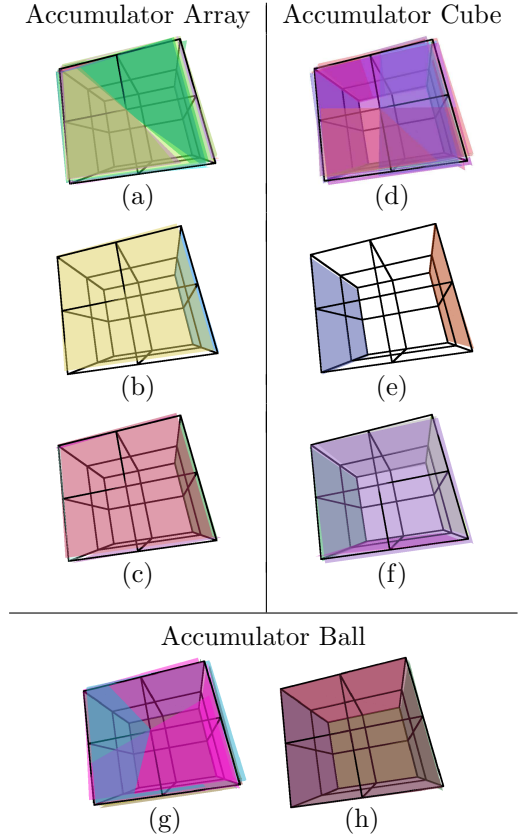 Accumulator Array
Accumulator Cube
(a)
(d)
(b)
(e)
(c)
(f)
Accumulator Ball
(g)
(h)